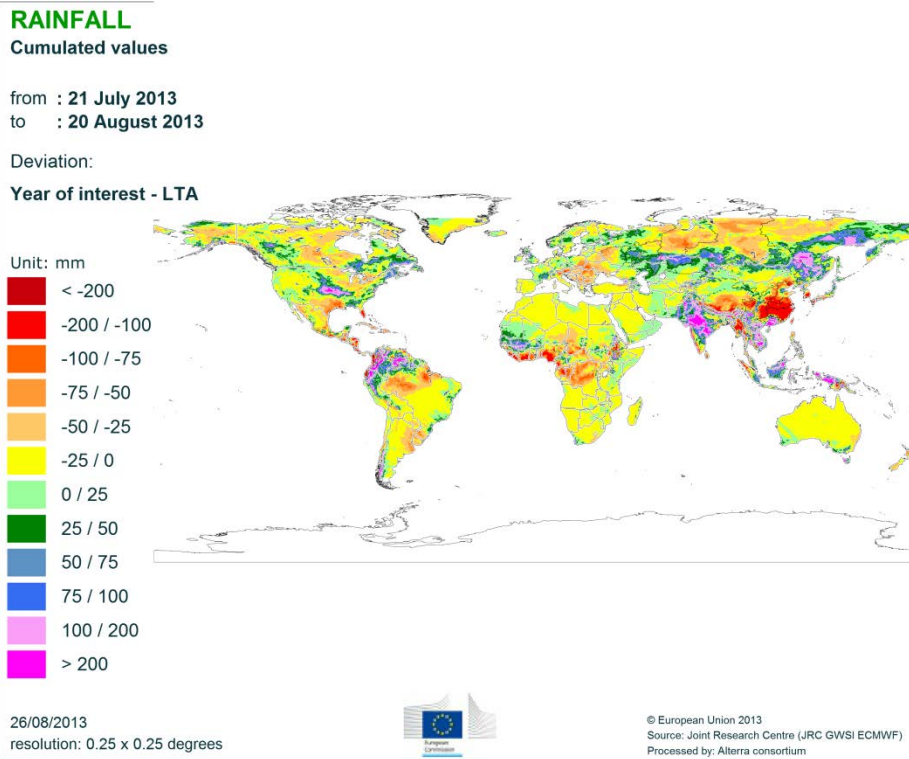 RAINFALL
Cumulated values
from : 21 July 2013
to : 20 August 2013
Deviation:
Year of interest - LTA
Unit: mm
< -200
-200 / -100
-100 / -75
-75 / -50
-50 / -25
-25 / 0
0 / 25
25 / 50
50 / 75
75 / 100
100 / 200
> 200
26/08/2013
resolution: 0.25 x 0.25 degrees
European
Commission
© European Union 2013
Source: Joint Research Centre (JRC GWSI ECMWF)
Processed by: Alterra consortium